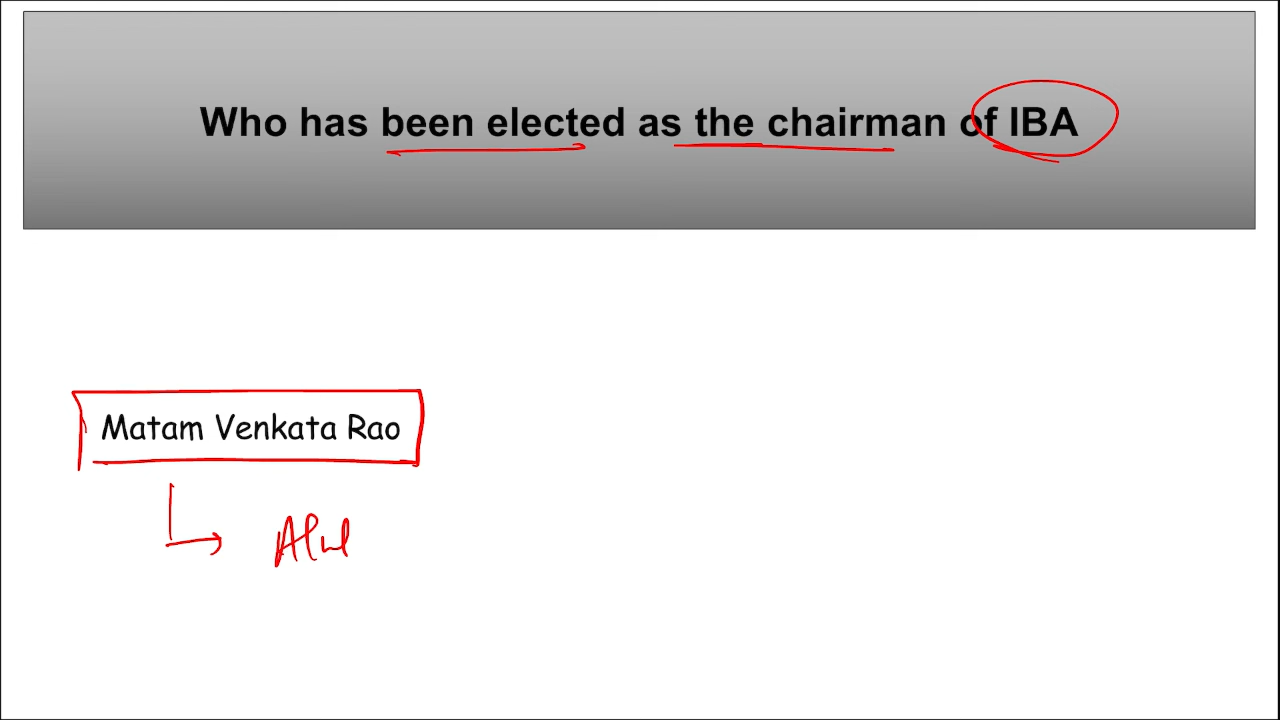 Who has been elected as the chairman of IBA
Matam Venkata Rao